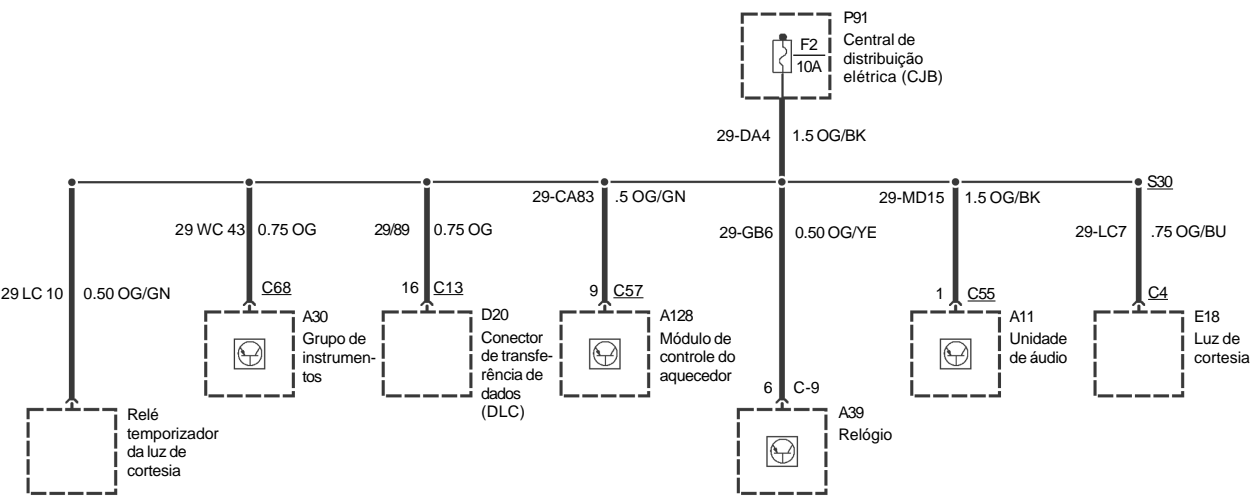 P91
F2
10A
Central de
distribuição
elétrica (CJB)
29-DA4
1.5 OG/BK
S30
29 LC 10
0.50 OG/GN
29 WC 43
0.75 OG
29/89
0.75 OG
29-CA83
.5 OG/GN
29-GB6
0.50 OG/YE
29-MD15
1.5 OG/BK
29-LC7
.75 OG/BU
C68
16
C13
9
C57
1
C55
C4
A30
Grupo de
instrumen-
tos
D20
Conector
de transfe-
rência de
dados
(DLC)
A128
Módulo de
controle do
aquecedor
A11
Unidade
de áudio
E18
Luz de
cortesia
6
C-9
Relé
temporizador
da luz de
cortesia
A39
Relógio